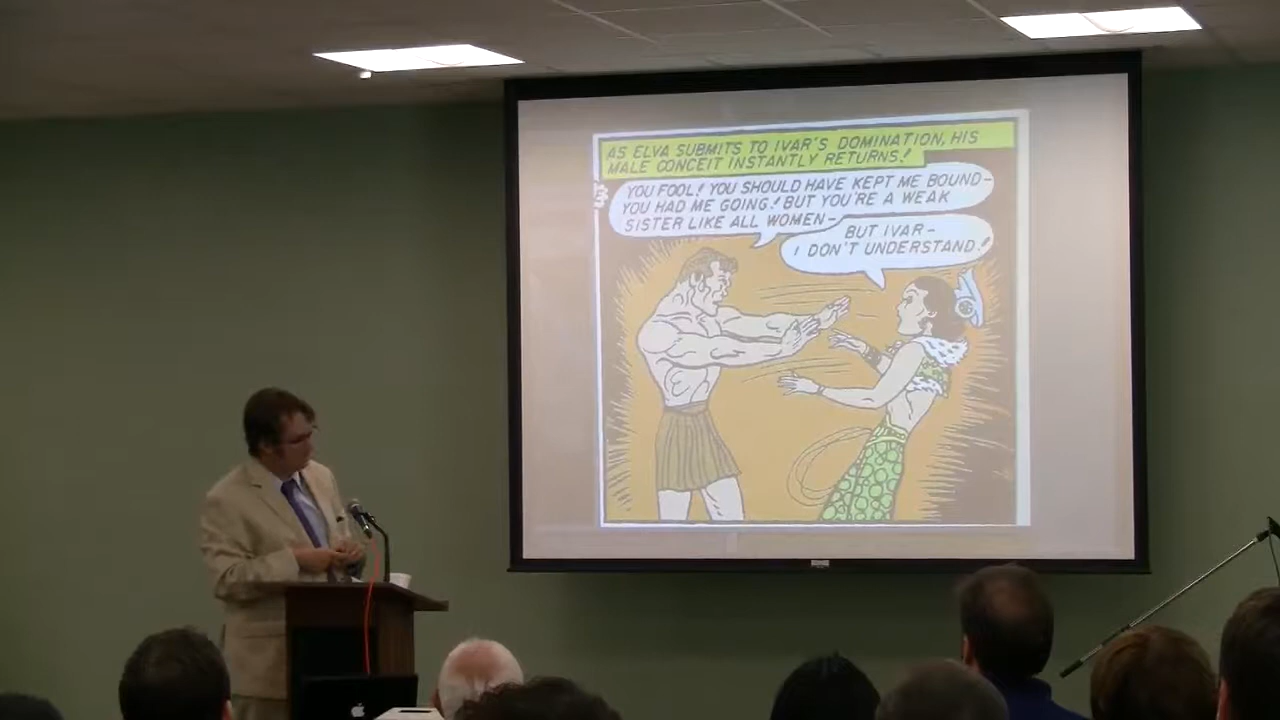 AS ELVA SUBMITS TO IVAR'S DOMINATION, HIS
MALE CONCEIT INSTANTLY RETURNS!
YOU FOOL! YOU SHOULD HAVE KEPT ME BOUND-
YOU HAD ME GOING! BUT YOU'RE A WEAK
SISTER LIKE ALL WOMEN-
BUT IVAR-
I DON'T UNDERSTAND!